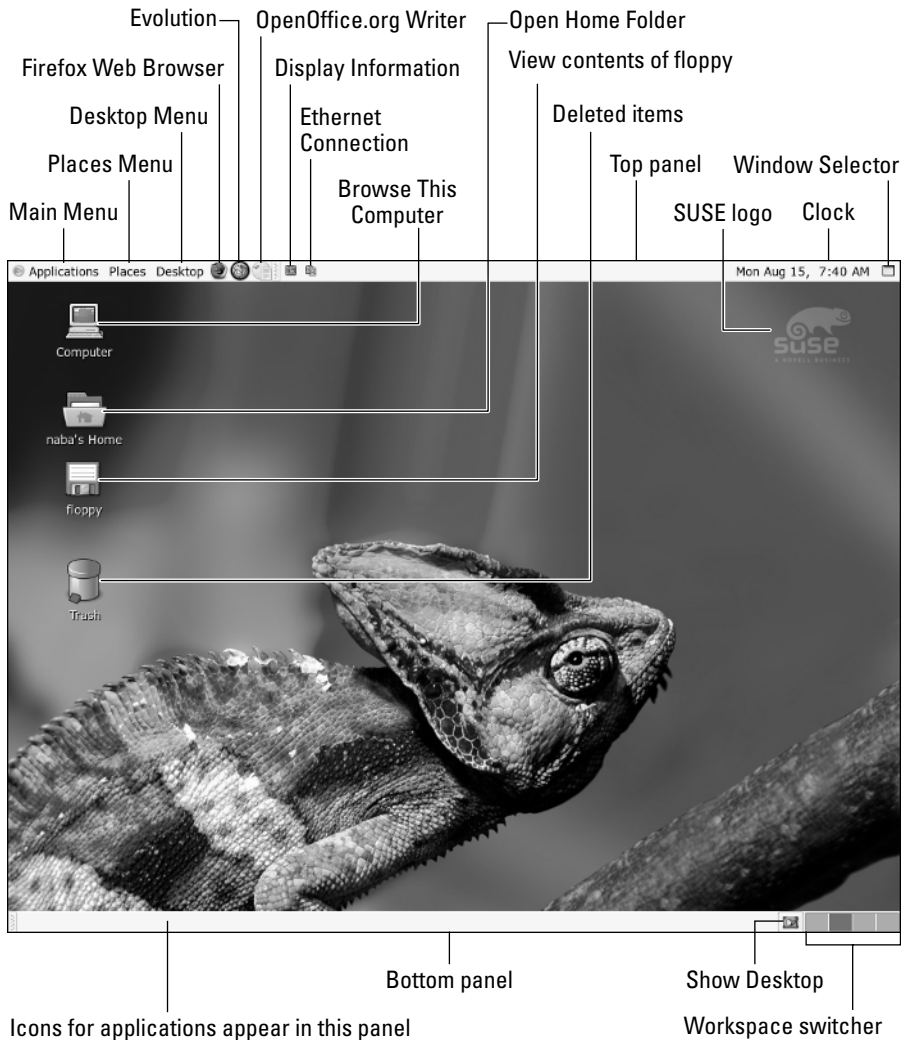 Evolution
OpenOffice.org Writer
Open Home Folder
Firefox Web Browser
Display Information
View contents of floppy
Desktop Menu
Ethernet
Connection
Deleted items
Places Menu
Browse This
Computer
Top panel
Window Selector
Main Menu
SUSE logo
Clock
Applications Places Desktop
Mon Aug 15, 7:40 AM
Computer
suse
A NOVELL BUSINESS
naba's Home
floppy
Trash
Bottom panel
Show Desktop
Icons for applications appear in this panel
Workspace switcher